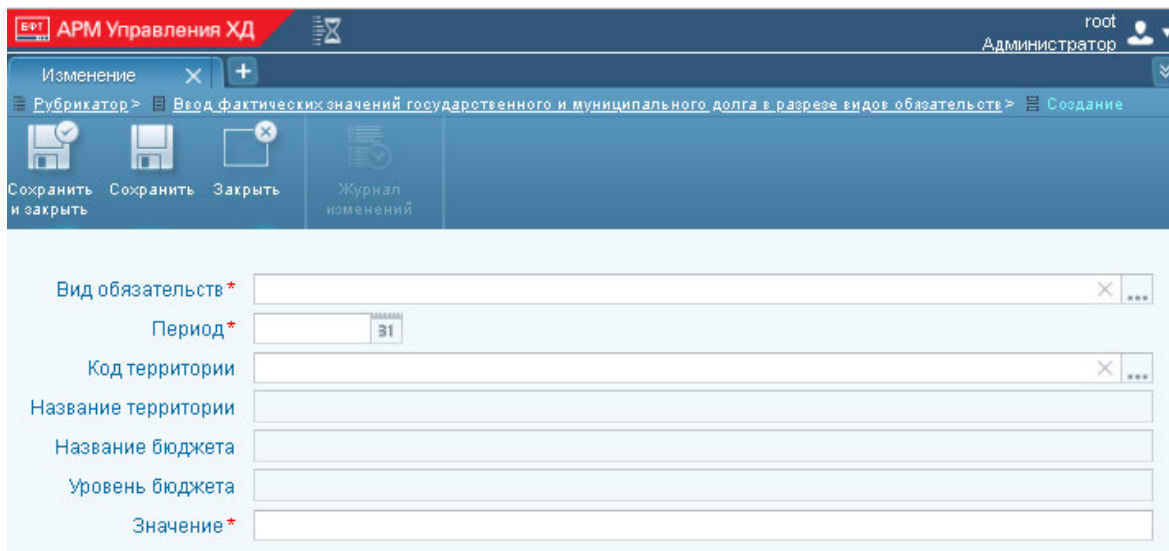 БФТ АРМ Управления ХД
root
Администратор
Изменение
Рубрикатор> Ввод фактических значений государственного и муниципального долга в разрезе видов обязательств> Создание
Сохранить и закрыть
Сохранить
Закрыть
Журнал изменений
Вид обязательств*
...
Период*
31
Код территории
...
Название территории
Название бюджета
Уровень бюджета
Значение*